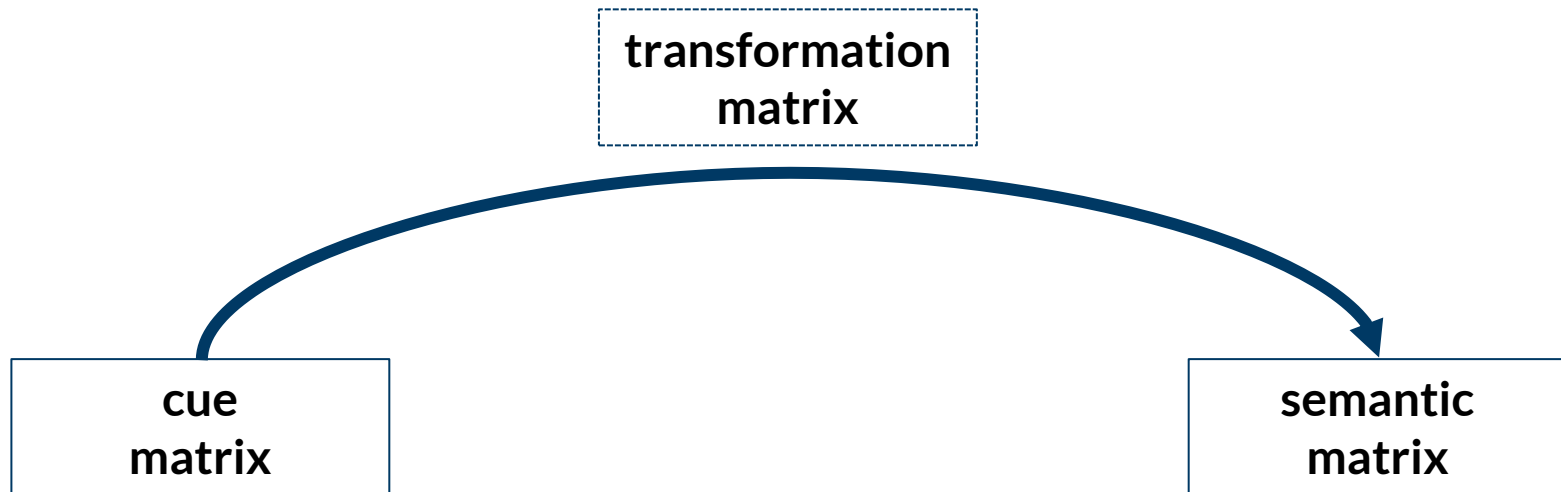 transformation
matrix
cue
matrix
semantic
matrix